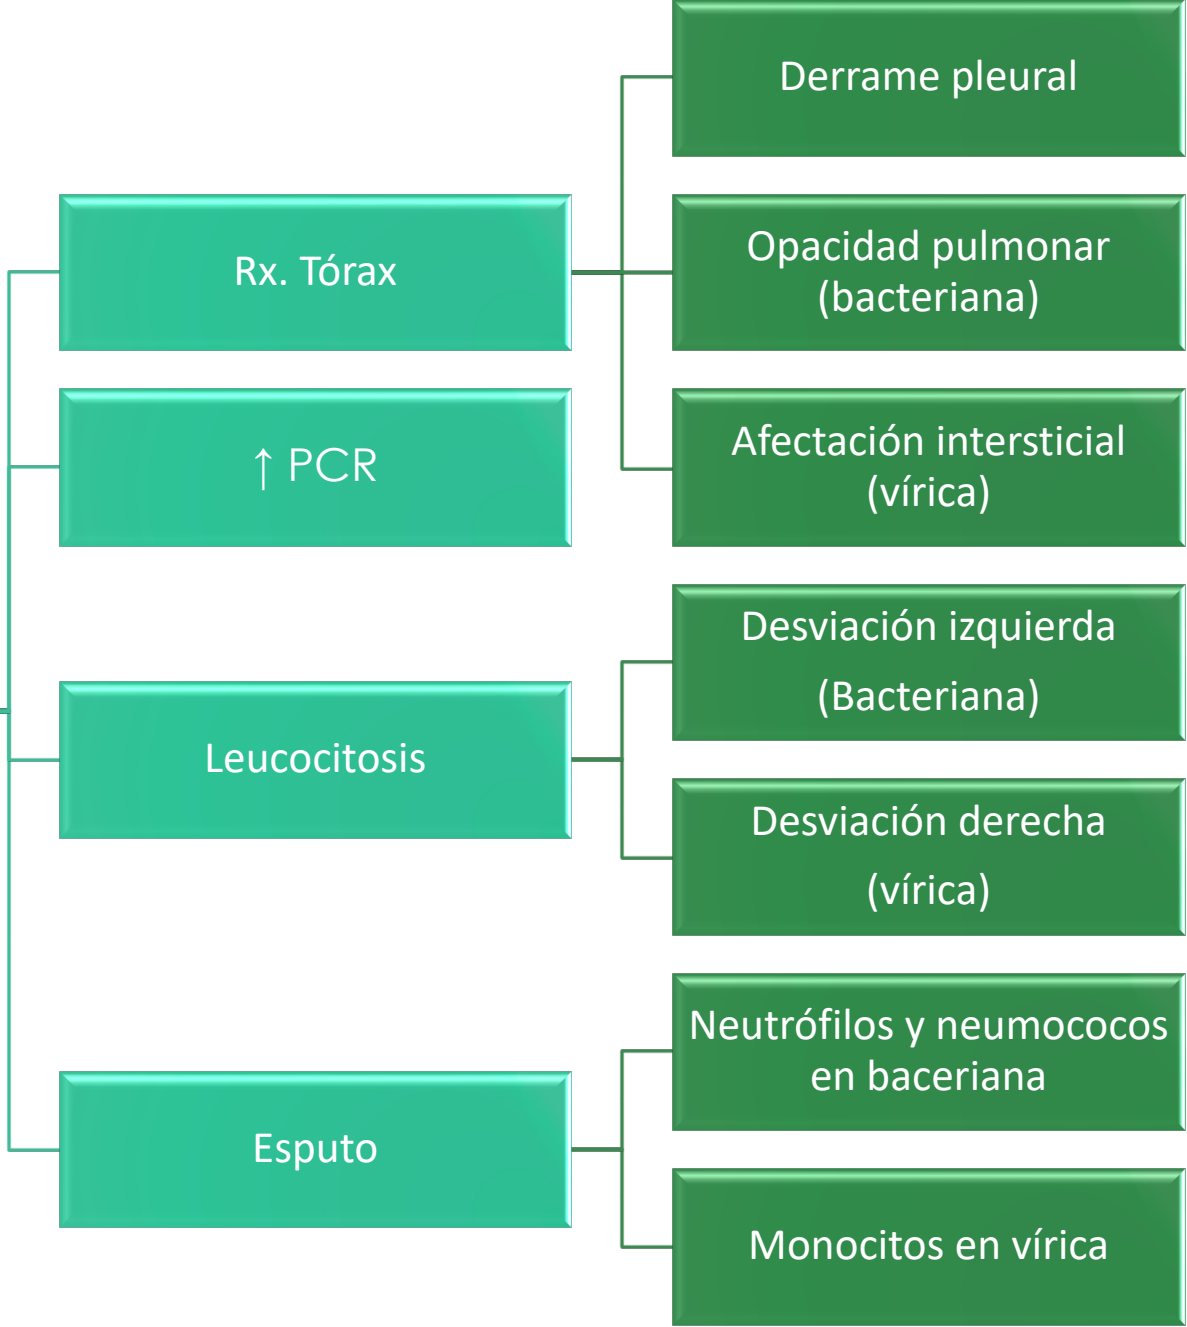 Derrame pleural
Rx. Tórax
Opacidad pulmonar
(bacteriana)
Afectación intersticial
(vírica)
↑ PCR
Desviación izquierda
(Bacteriana)
Leucocitosis
Desviación derecha
(vírica)
Neutrófilos y neumococos
en baceriana
Esputo
Monocitos en vírica